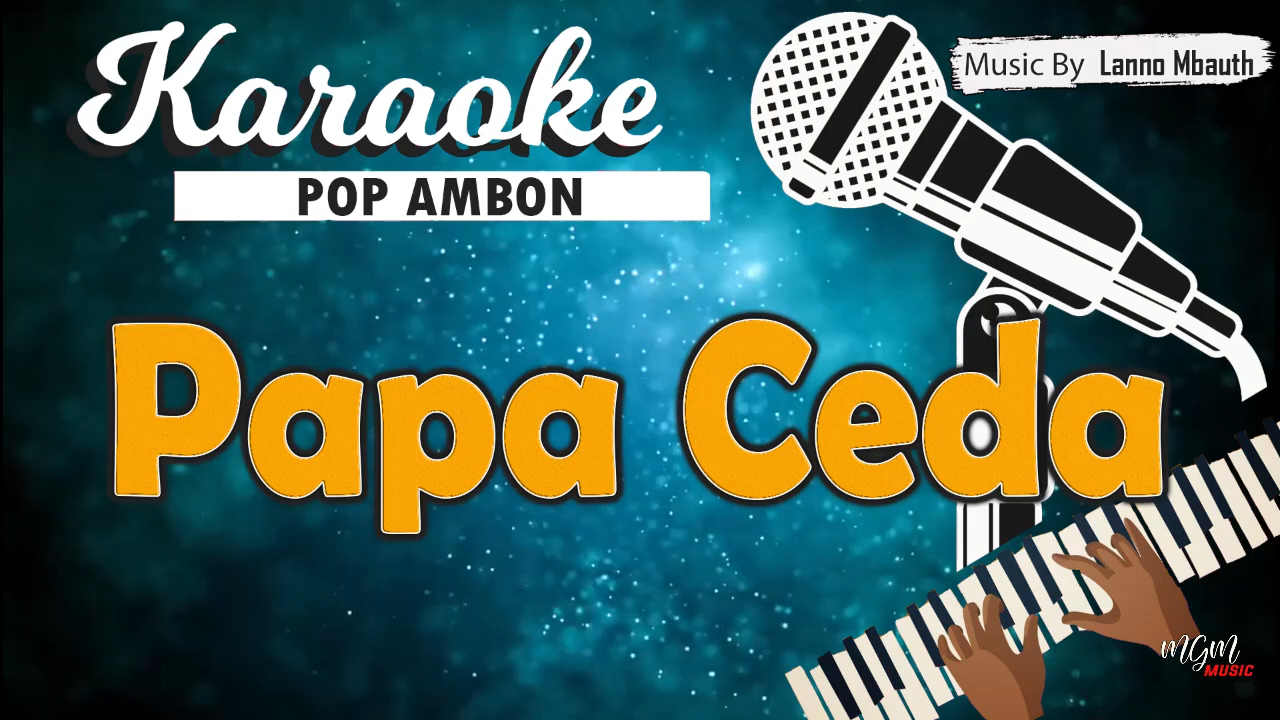 Karaoke
POP AMBON
Music By Lanno Mbauth
Papa Ceda
MGM
MUSIC